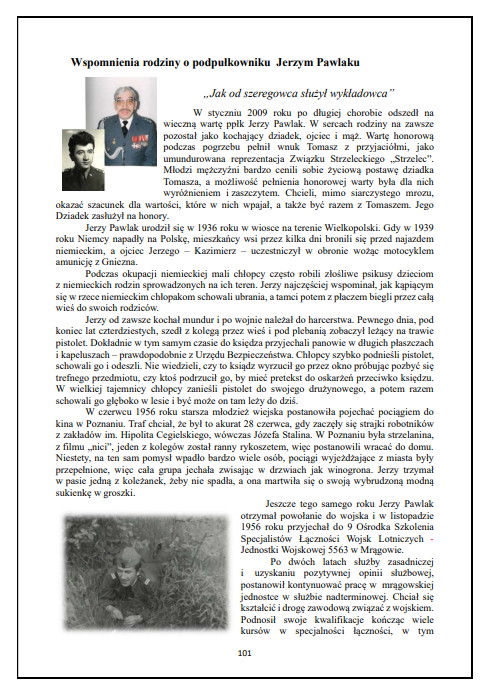 Wspomnienia rodziny o podpułkowniku Jerzym Pawlaku
„Jak od szeregowca służył wykładowca”
W styczniu 2009 roku po długiej chorobie odszedł na
wieczną wartę ppłk Jerzy Pawlak. W sercach rodziny na zawsze
pozostał jako kochający dziadek, ojciec i mąż. Wartę honorową
podczas pogrzebu pełnił wnuk Tomasz z przyjaciółmi, jako
umundurowana reprezentacja Związku Strzeleckiego „Strzelec”.
Młodzi mężczyźni bardzo cenili sobie życiową postawę dziadka
Tomasza, a możliwość pełnienia honorowej warty była dla nich
wyróżnieniem i zaszczytem. Chcieli, mimo siarczystego mrozu,
okazać szacunek dla wartości, które w nich wpajał, a także być razem z Tomaszem. Jego
Dziadek zasłużył na honory.
Jerzy Pawlak urodził się w 1936 roku w wiosce na terenie Wielkopolski. Gdy w 1939
roku Niemcy napadły na Polskę, mieszkańcy wsi przez kilka dni bronili się przed najazdem
niemieckim, a ojciec Jerzego – Kazimierz – uczestniczył w obronie wożąc motocyklem
amunicję z Gniezna.
Podczas okupacji niemieckiej mali chłopcy często robili złośliwe psikusy dzieciom
z niemieckich rodzin sprowadzonych na ich teren. Jerzy najczęściej wspominał, jak kąpiącym
się w rzece niemieckim chłopakom schowali ubrania, a tamci potem z płaczem biegli przez całą
wieś do swoich rodziców.
Jerzy od zawsze kochał mundur i po wojnie należał do harcerstwa. Pewnego dnia, pod
koniec lat czterdziestych, szedł z kolegą przez wieś i pod plebanią zobaczył leżący na trawie
pistolet. Dokładnie w tym samym czasie do księdza przyjechali panowie w długich płaszczach
i kapeluszach – prawdopodobnie z Urzędu Bezpieczeństwa. Chłopcy szybko podnieśli pistolet,
schowali go i odeszli. Nie wiedzieli, czy to ksiądz wyrzucił go przez okno próbując pozbyć się
trefnego przedmiotu, czy ktoś podrzucił go, by mieć pretekst do oskarżeń przeciwko księdzu.
W wielkiej tajemnicy chłopcy zanieśli pistolet do swojego drużynowego, a potem razem
schowali go głęboko w lesie i być może on tam leży do dziś.
W czerwcu 1956 roku starsza młodzież wiejska postanowiła pojechać pociągiem do
kina w Poznaniu. Traf chciał, że był to akurat 28 czerwca, gdy zaczęły się strajki robotników
z zakładów im. Hipolita Cegielskiego, wówczas Józefa Stalina. W Poznaniu była strzelanina,
z filmu „nici”, jeden z kolegów został ranny rykoszetem, więc postanowili wracać do domu.
Niestety, na ten sam pomysł wpadło bardzo wiele osób, pociągi wyjeżdżające z miasta były
przepełnione, więc cała grupa jechała zwisając w drzwiach jak winogrona. Jerzy trzymał
w pasie jedną z koleżanek, żeby nie spadła, a ona martwiła się o swoją wybrudzoną modną
sukienkę w groszki.
Jeszcze tego samego roku Jerzy Pawlak
otrzymał powołanie do wojska i w listopadzie
1956 roku przyjechał do 9 Ośrodka Szkolenia
Specjalistów Łączności Wojsk Lotniczych -
Jednostki Wojskowej 5563 w Mrągowie.
Po dwóch latach służby zasadniczej
i uzyskaniu pozytywnej opinii służbowej,
postanowił kontynuować pracę w mrągowskiej
jednostce w służbie nadterminowej. Chciał się
kształcić i drogę zawodową związać z wojskiem.
Podnosił swoje kwalifikacje kończąc wiele
kursów w specjalności łączności, w tym
101